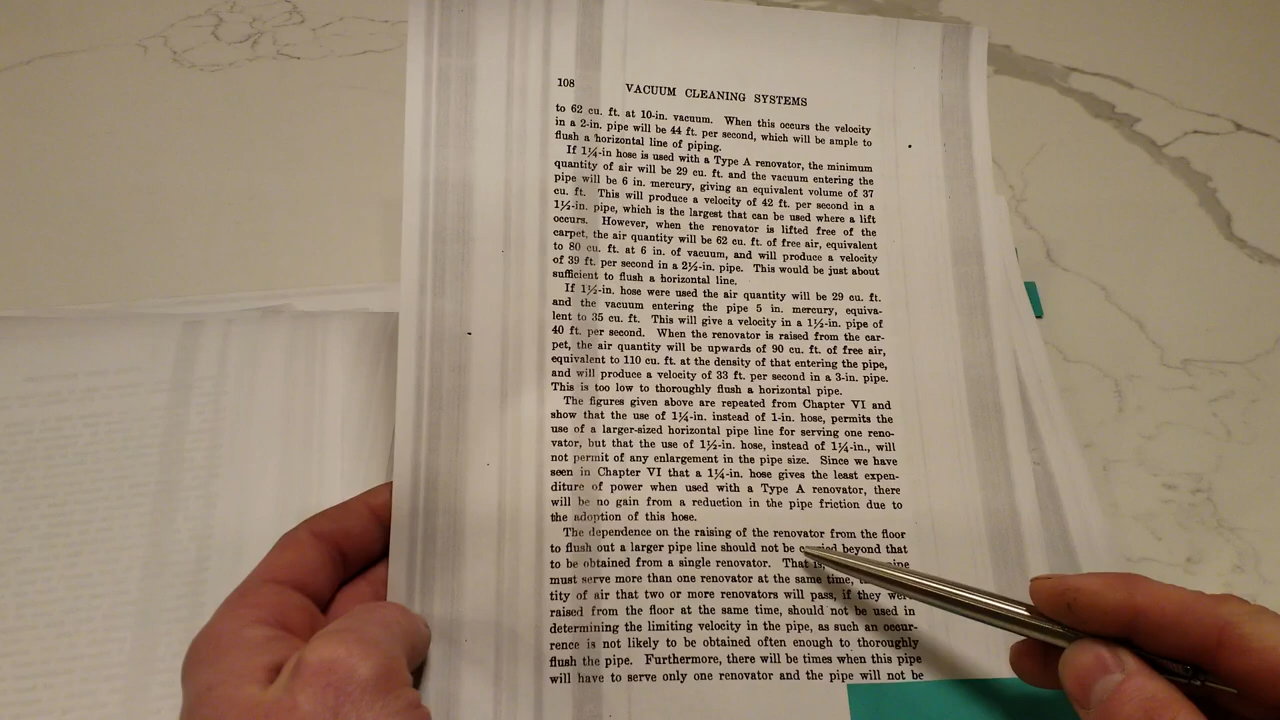 108
VACUUM CLEANING SYSTEMS
to 62 cu. ft. at 10-in. vacuum. When this occurs the velocity
in a 2-in. pipe will be 44 ft. per second, which will be ample to
flush a horizontal line of piping.
If 1¼-in hose is used with a Type A renovator, the minimum
quantity of air will be 29 cu. ft. and the vacuum entering the
pipe will be 6 in. mercury, giving an equivalent volume of 37
cu. ft. This will produce a velocity of 42 ft. per second in a
1½-in. pipe, which is the largest that can be used where a lift
occurs. However, when the renovator is lifted free of the
carpet, the air quantity will be 62 cu. ft. of free air, equivalent
to 80 cu. ft. at 6 in. of vacuum, and will produce a velocity
of 39 ft. per second in a 2½-in. pipe. This would be just about
sufficient to flush a horizontal line.
If 1½-in. hose were used the air quantity will be 29 cu. ft.
and the vacuum entering the pipe 5 in. mercury, equiva-
lent to 35 cu. ft. This will give a velocity in a 1½-in. pipe of
40 ft. per second. When the renovator is raised from the car-
pet, the air quantity will be upwards of 90 cu. ft. of free air,
equivalent to 110 cu. ft. at the density of that entering the pipe,
and will produce a velocity of 33 ft. per second in a 3-in. pipe.
This is too low to thoroughly flush a horizontal pipe.
The figures given above are repeated from Chapter VI and
show that the use of 1¼-in. instead of 1-in. hose, permits the
use of a larger-sized horizontal pipe line for serving one reno-
vator, but that the use of 1½-in. hose, instead of 1¼-in., will
not permit of any enlargement in the pipe size. Since we have
seen in Chapter VI that a 1¼-in. hose gives the least expen-
diture of power when used with a Type A renovator, there
will be no gain from a reduction in the pipe friction due to
the adoption of this hose.
The dependence on the raising of the renovator from the floor
to flush out a larger pipe line should not be carried beyond that
to be obtained from a single renovator. That is,
must serve more than one renovator at the same time,
tity of air that two or more renovators will pass, if they were
raised from the floor at the same time, should not be used in
determining the limiting velocity in the pipe, as such an occur-
rence is not likely to be obtained often enough to thoroughly
flush the pipe. Furthermore, there will be times when this pipe
will have to serve only one renovator and the pipe will not be